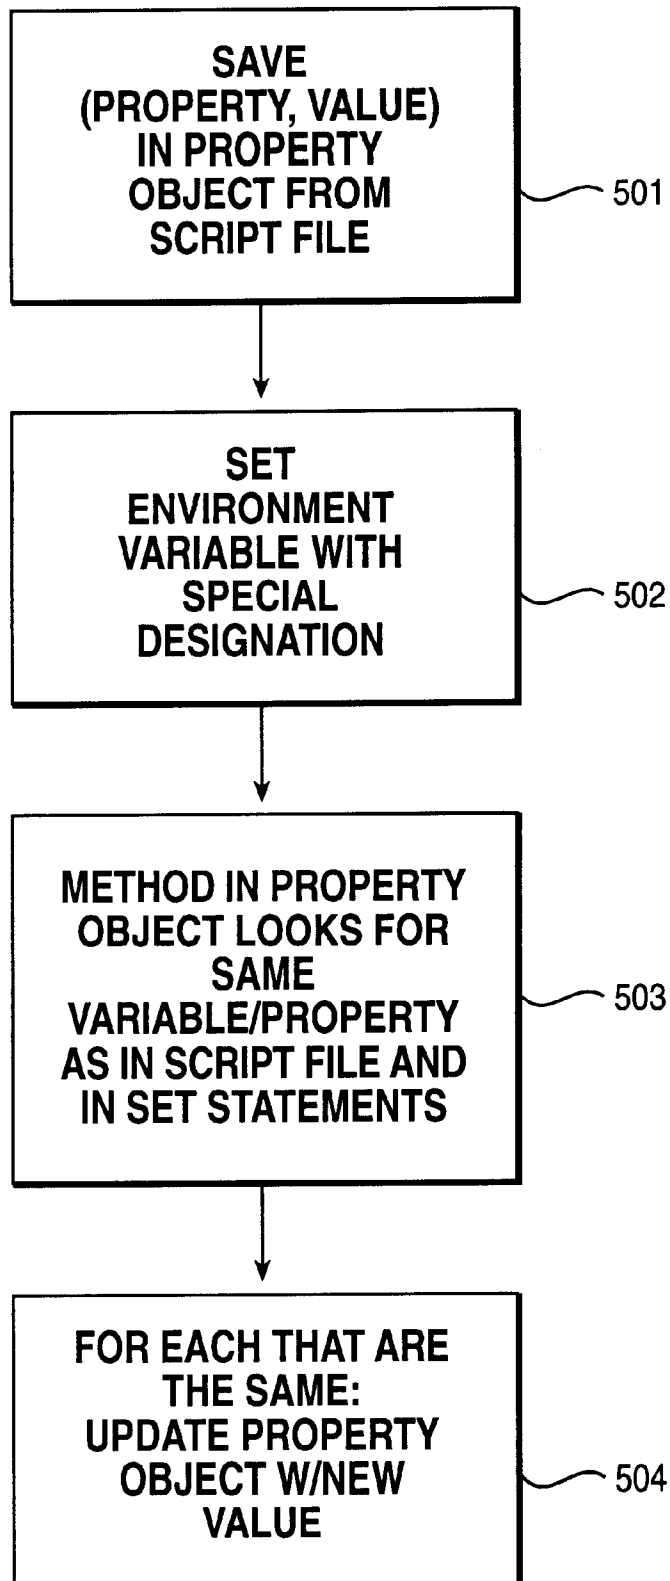 SAVE
(PROPERTY, VALUE)
IN PROPERTY
OBJECT FROM
SCRIPT FILE
501
SET
ENVIRONMENT
VARIABLE WITH
SPECIAL
DESIGNATION
502
METHOD IN PROPERTY
OBJECT LOOKS FOR
SAME
VARIABLE/PROPERTY
AS IN SCRIPT FILE AND
IN SET STATEMENTS
503
FOR EACH THAT ARE
THE SAME:
UPDATE PROPERTY
OBJECT W/NEW
VALUE
504